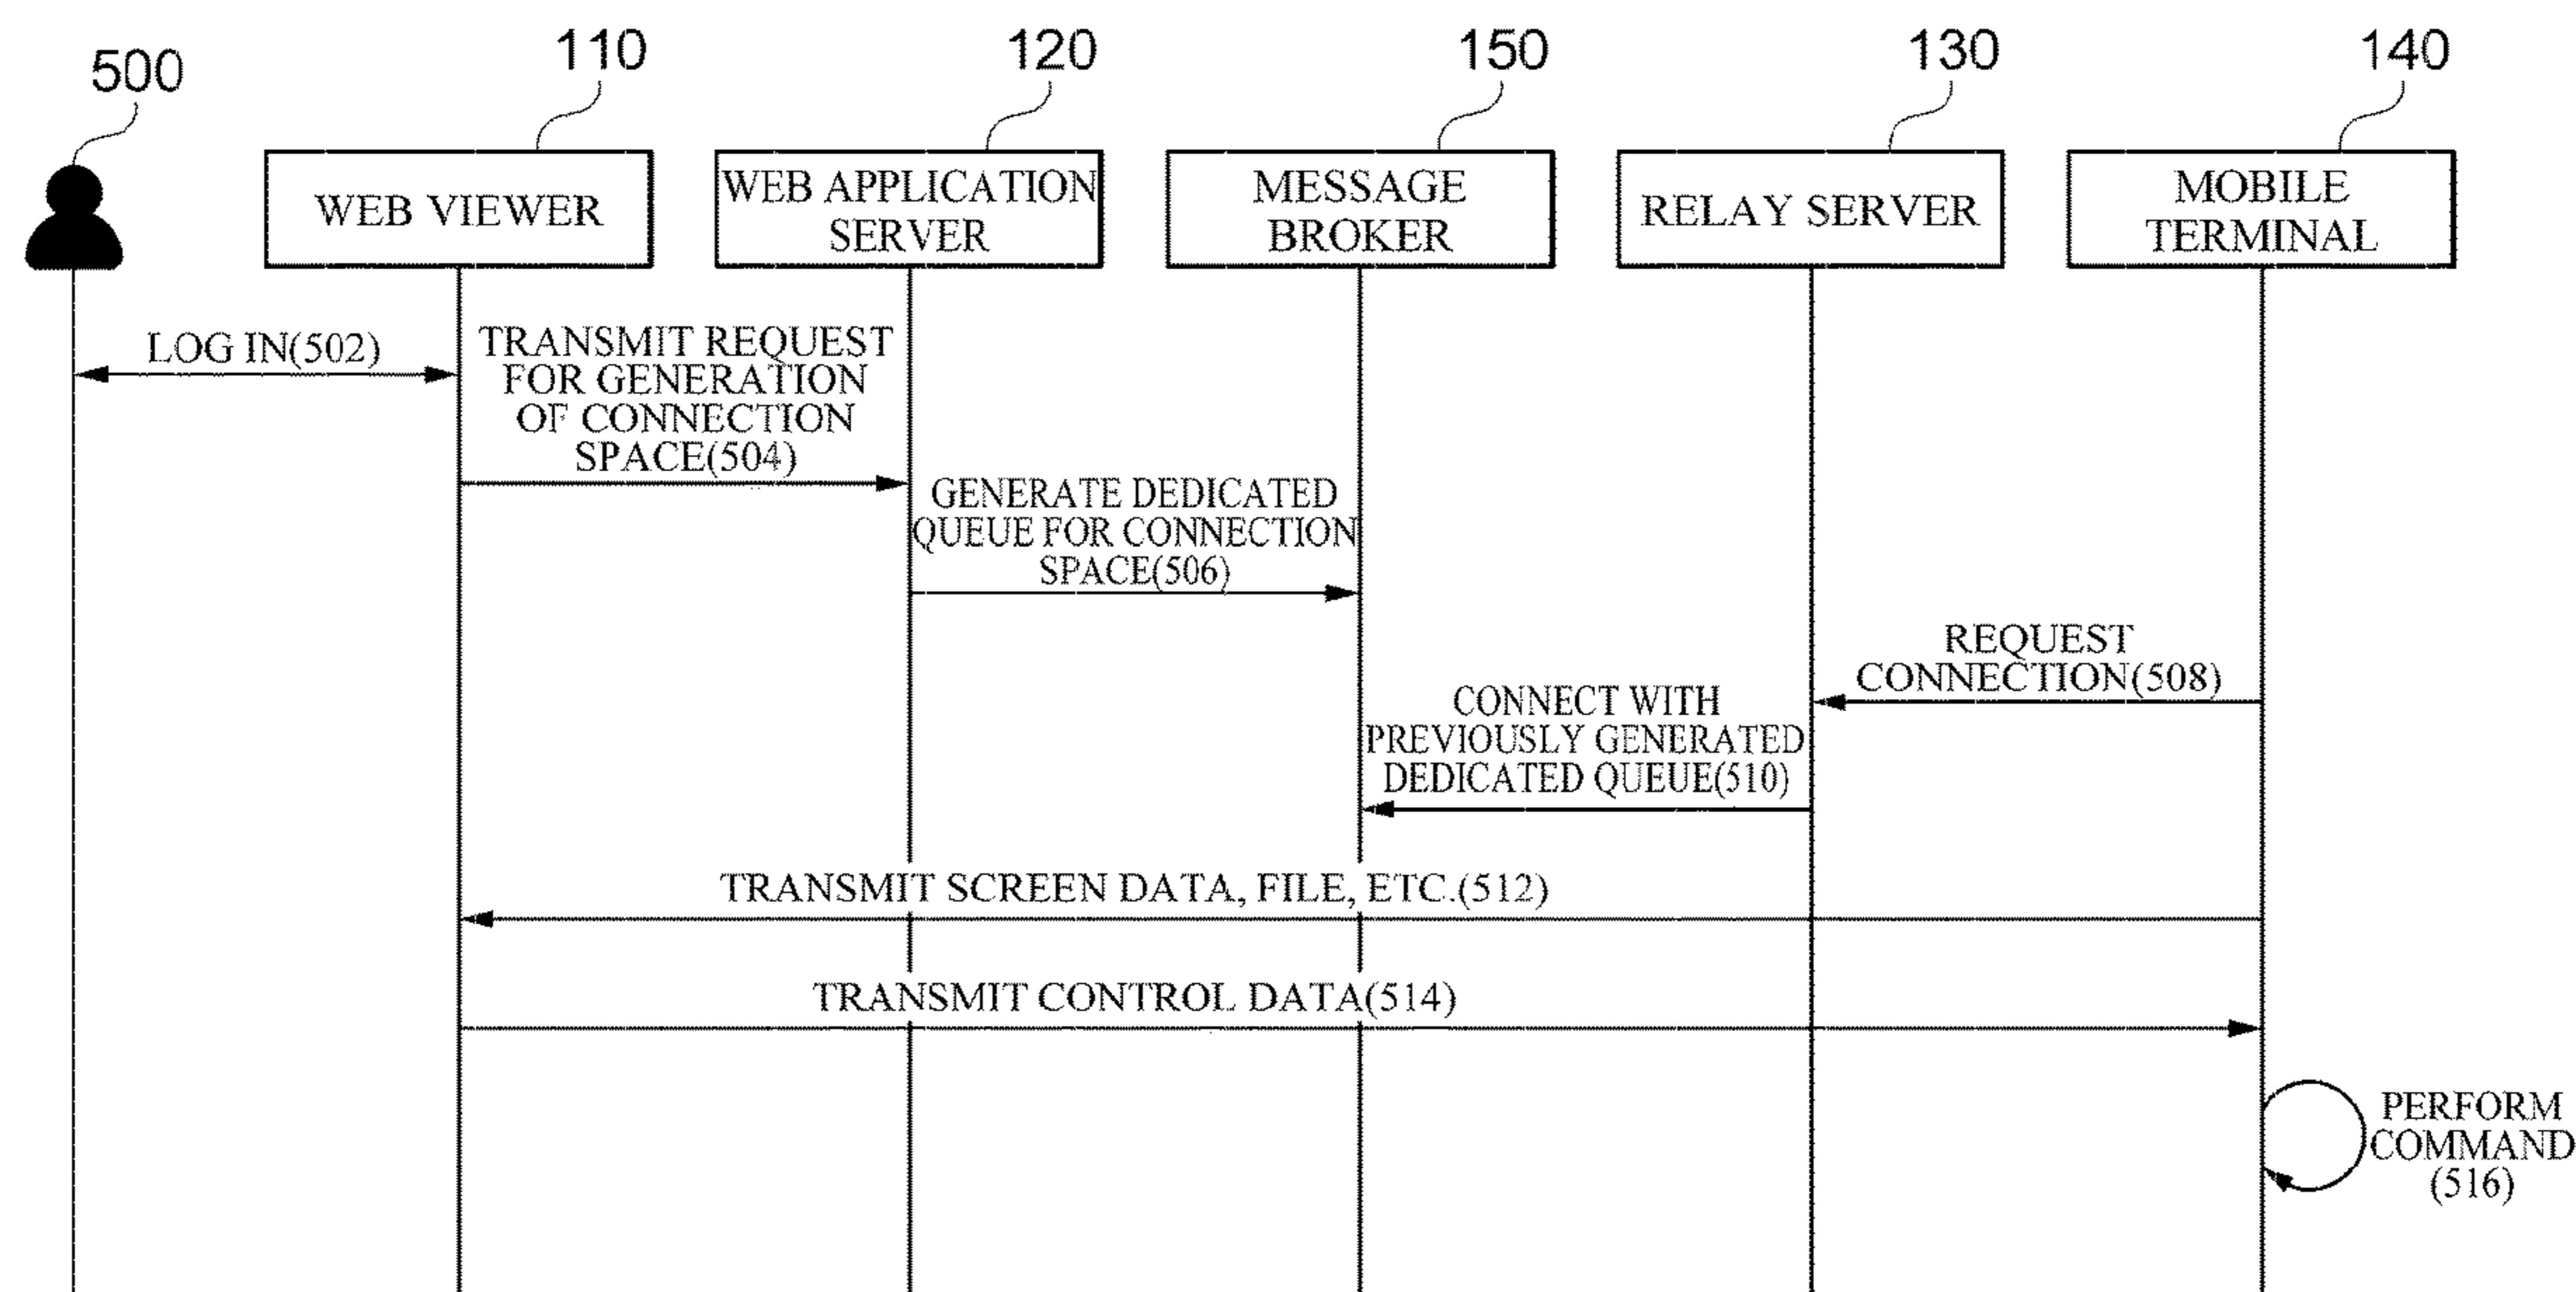 500
110
120
150
130
140
WEB VIEWER
WEB APPLICATION
SERVER
MESSAGE
BROKER
RELAY SERVER
MOBILE
TERMINAL
LOG IN(502)
TRANSMIT REQUEST
FOR GENERATION
OF CONNECTION
SPACE(504)
GENERATE DEDICATED
QUEUE FOR CONNECTION
SPACE(506)
REQUEST
CONNECTION(508)
CONNECT WITH
PREVIOUSLY GENERATED
DEDICATED QUEUE(510)
TRANSMIT SCREEN DATA, FILE, ETC.(512)
TRANSMIT CONTROL DATA(514)
PERFORM
COMMAND
(516)